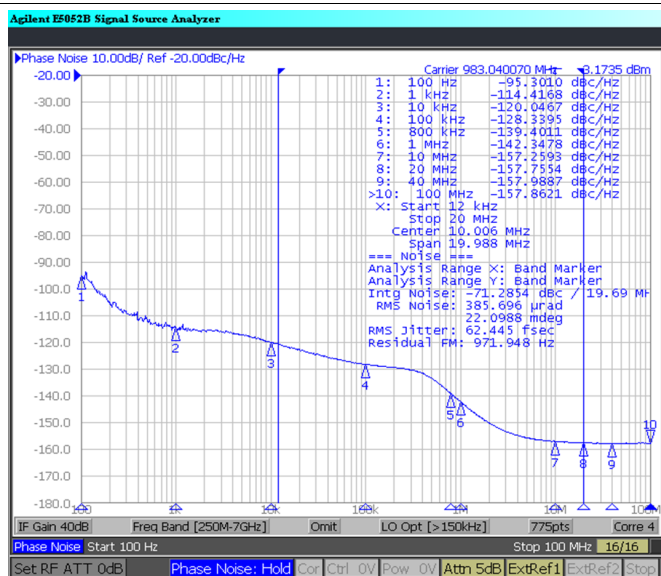 Agilent E5052B Signal Source Analyzer
▶Phase Noise 10.00dB/ Ref -20.00dBc/Hz
Carrier 983.040070 MHz 3.1735 dBm
1: 100 Hz -95.3010 dBc/Hz
2: 1 kHz -114.4168 dBc/Hz
3: 10 kHz -120.0467 dBc/Hz
4: 100 kHz -128.3395 dBc/Hz
5: 800 kHz -139.4011 dBc/Hz
6: 1 MHz -142.3478 dBc/Hz
7: 10 MHz -157.2593 dBc/Hz
8: 20 MHz -157.7554 dBc/Hz
9: 40 MHz -157.9887 dBc/Hz
>10: 100 MHz -157.8621 dBc/Hz
X: Start 12 kHz
Stop 20 MHz
Center 10.006 MHz
Span 19.988 MHz
=== Noise ===
Analysis Range X: Band Marker
Analysis Range Y: Band Marker
Intg Noise: -71.2854 dBc / 19.69 MH
RMS Noise: 385.696 µrad
22.0988 mdeg
RMS Jitter: 62.445 fsec
Residual FM: 971.948 Hz
-20.00
-30.00
-40.00
-50.00
-60.00
-70.00
-80.00
-90.00
-100.0
-110.0
-120.0
-130.0
-140.0
-150.0
-160.0
-170.0
-180.0
1
2
3
4
5
6
7
8
9
10
100 1k 10k 100k 1M 10M 100M
IF Gain 40dB Freq Band [250M-7GHz] Omit LO Opt [>150kHz] 775pts Corre 4
Phase Noise Start 100 Hz Stop 100 MHz 16/16
Set RF ATT 0dB Phase Noise: Hold Cor Ctrl 0V Pow 0V Attn 5dB ExtRef1 ExtRef2 Stop